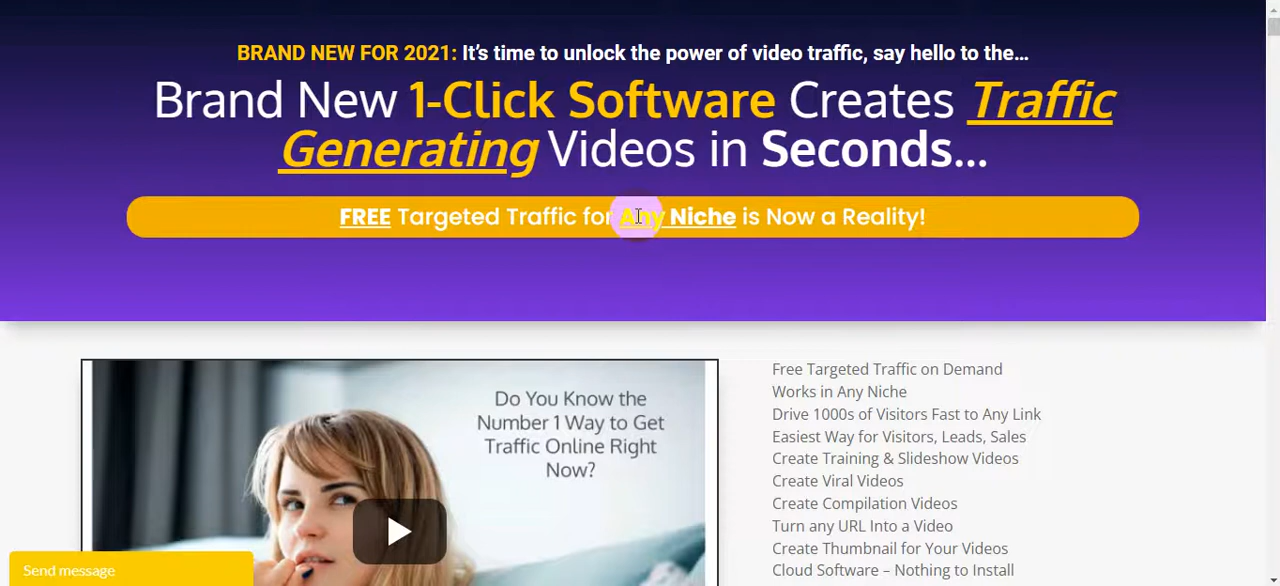 BRAND NEW FOR 2021: It's time to unlock the power of video traffic, say hello to the...
Brand New 1-Click Software Creates Traffic
Generating Videos in Seconds...
FREE Targeted Traffic for Any Niche is Now a Reality!
Do You Know the
Number 1 Way to Get
Traffic Online Right
Now?
Free Targeted Traffic on Demand
Works in Any Niche
Drive 1000s of Visitors Fast to Any Link
Easiest Way for Visitors, Leads, Sales
Create Training & Slideshow Videos
Create Viral Videos
Create Compilation Videos
Turn any URL Into a Video
Create Thumbnail for Your Videos
Cloud Software – Nothing to Install
Send message